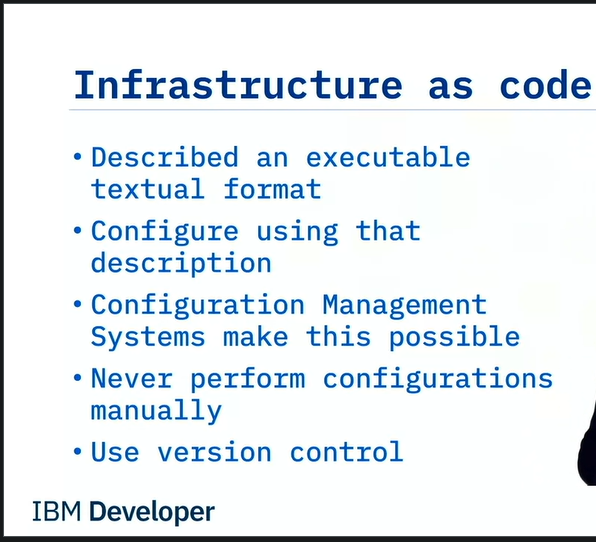 Infrastructure as code
• Described an executable
textual format
• Configure using that
description
• Configuration Management
Systems make this possible
• Never perform configurations
manually
• Use version control
IBM Developer